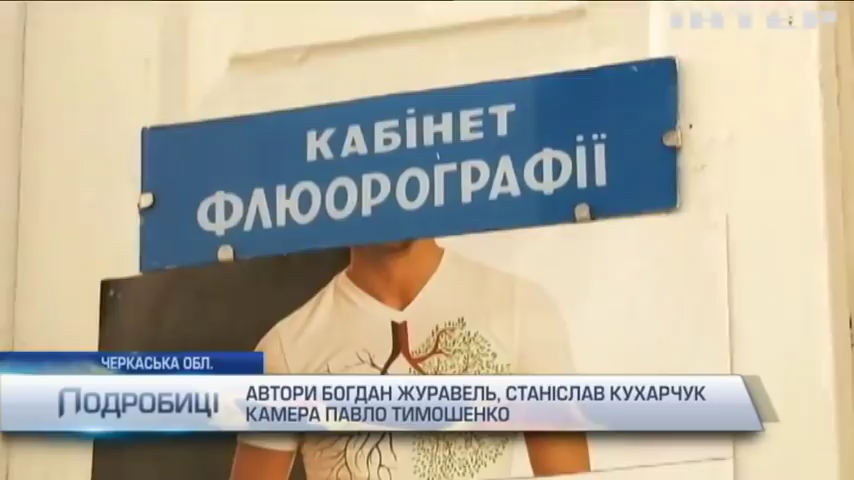 ІНТЕР
КАБІНЕТ
ФЛЮОРОГРАФІЇ
ЧЕРКАСЬКА ОБЛ.
ПОДРОБИЦІ
АВТОРИ БОГДАН ЖУРАВЕЛЬ, СТАНІСЛАВ КУХАРЧУК
КАМЕРА ПАВЛО ТИМОШЕНКО